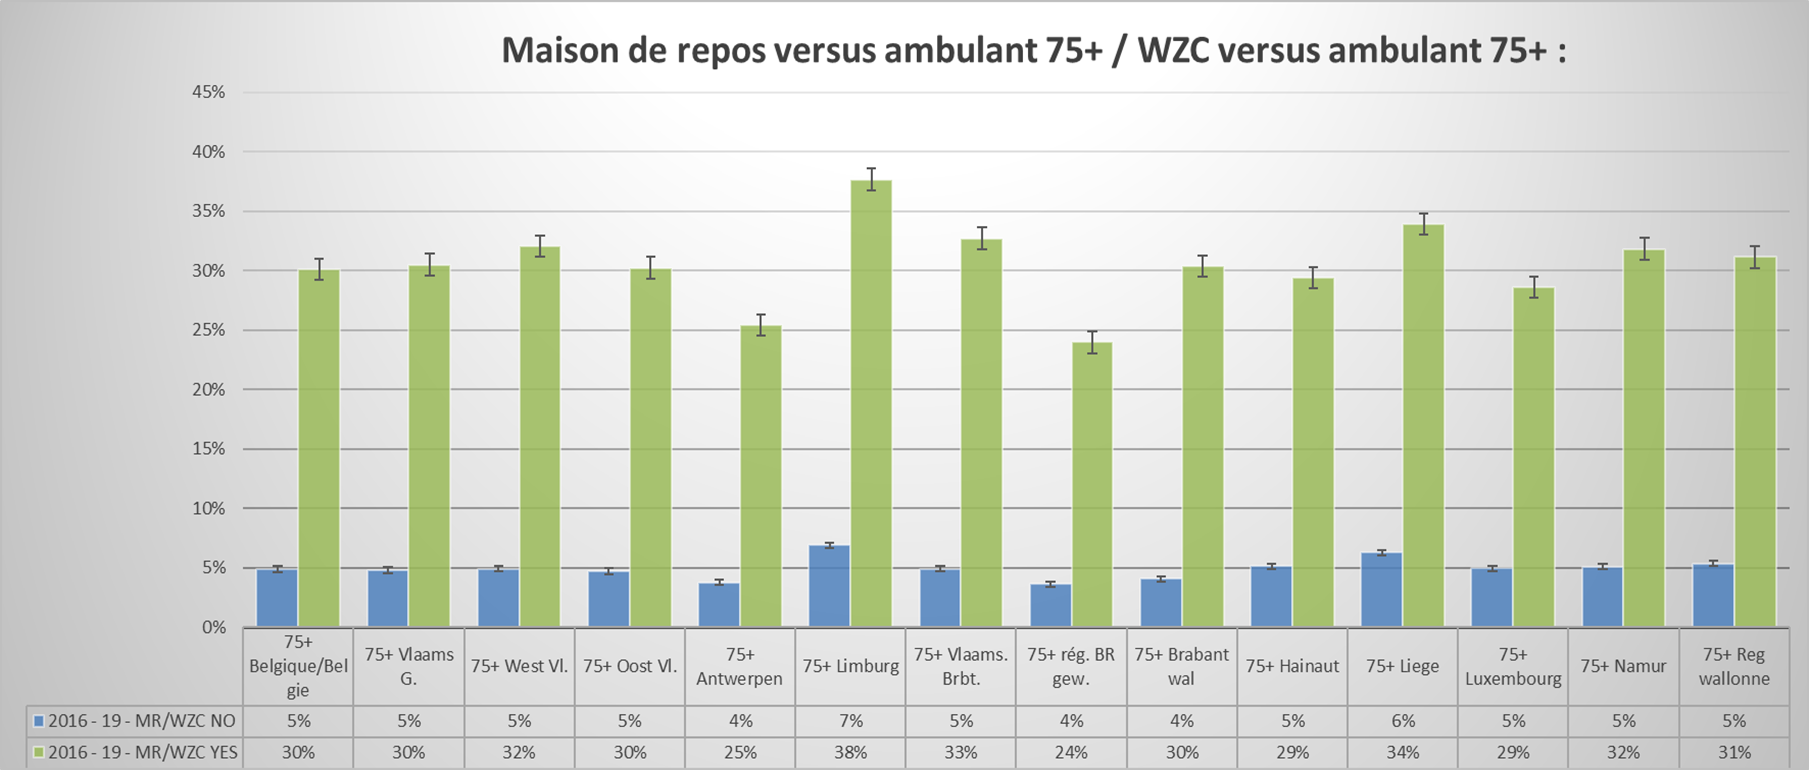 Maison de repos versus ambulant 75+ / WZC versus ambulant 75+ :
45%
40%
35%
30%
25%
20%
15%
10%
5%
0%
75+ Belgique/Bel gie
75+ Vlaams G.
75+ West Vl.
75+ Oost Vl.
75+ Antwerpen
75+ Limburg
75+ Vlaams. Brbt.
75+ rég. BR gew.
75+ Brabant wal
75+ Hainaut
75+ Liege
75+ Luxembourg
75+ Namur
75+ Reg wallonne
2016 - 19 - MR/WZC NO 5% 5% 5% 5% 4% 7% 5% 4% 4% 5% 6% 5% 5% 5%
2016 - 19 - MR/WZC YES 30% 30% 32% 30% 25% 38% 33% 24% 30% 29% 34% 29% 32% 31%